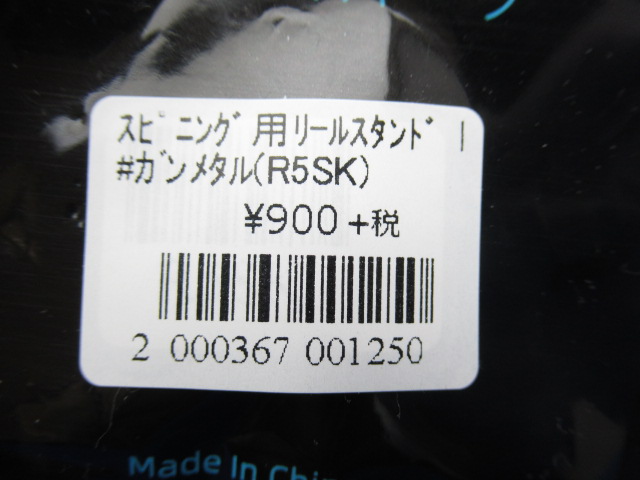 ｽﾋﾟﾆﾝｸﾞ用ﾘｰﾙｽﾀﾝﾄﾞ I
#ｶﾞﾝﾒﾀﾙ(R5SK)
¥900+税
2 000367 001250
Made In